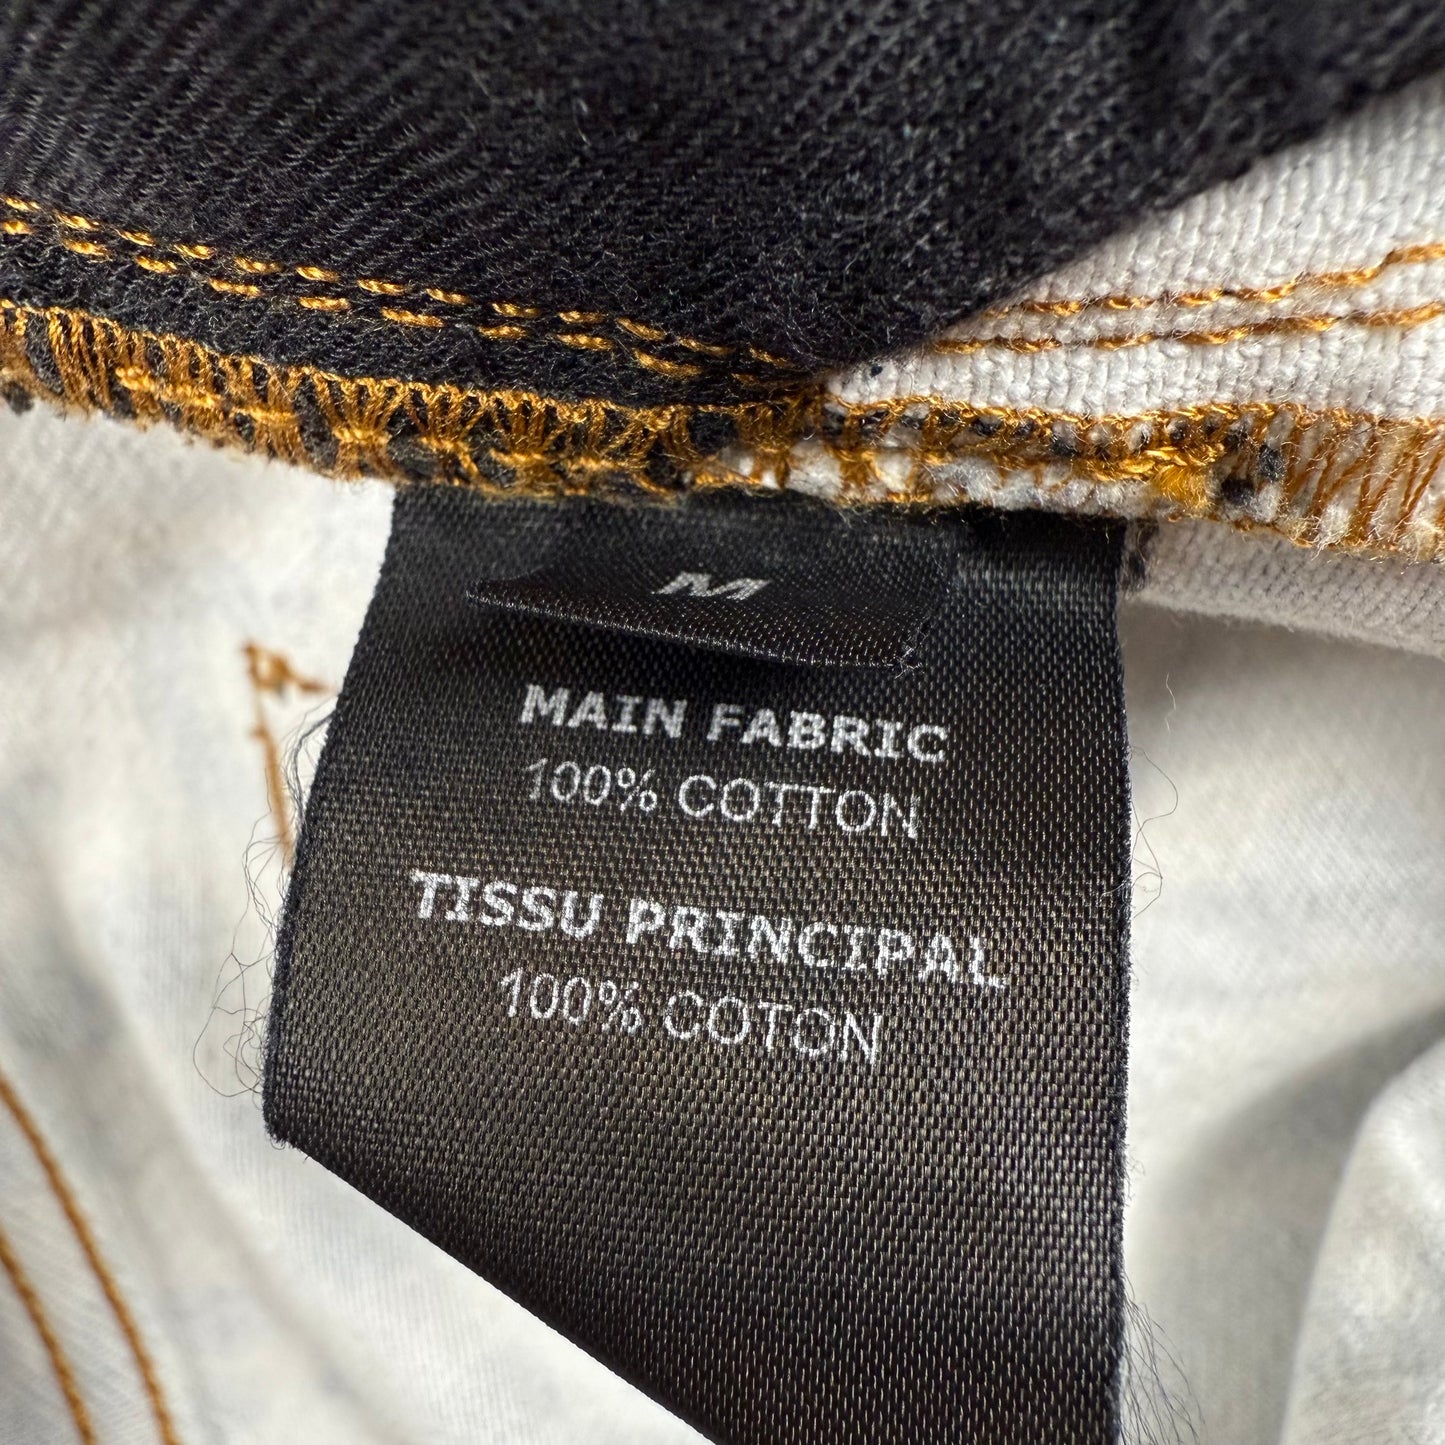 M
MAIN FABRIC
100% COTTON
TISSU PRINCIPAL
100% COTON